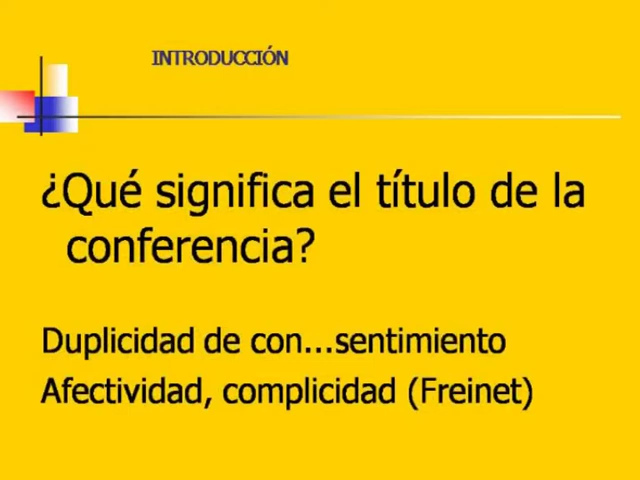 INTRODUCCIÓN
¿Qué significa el título de la
conferencia?
Duplicidad de con...sentimiento
Afectividad, complicidad (Freinet)